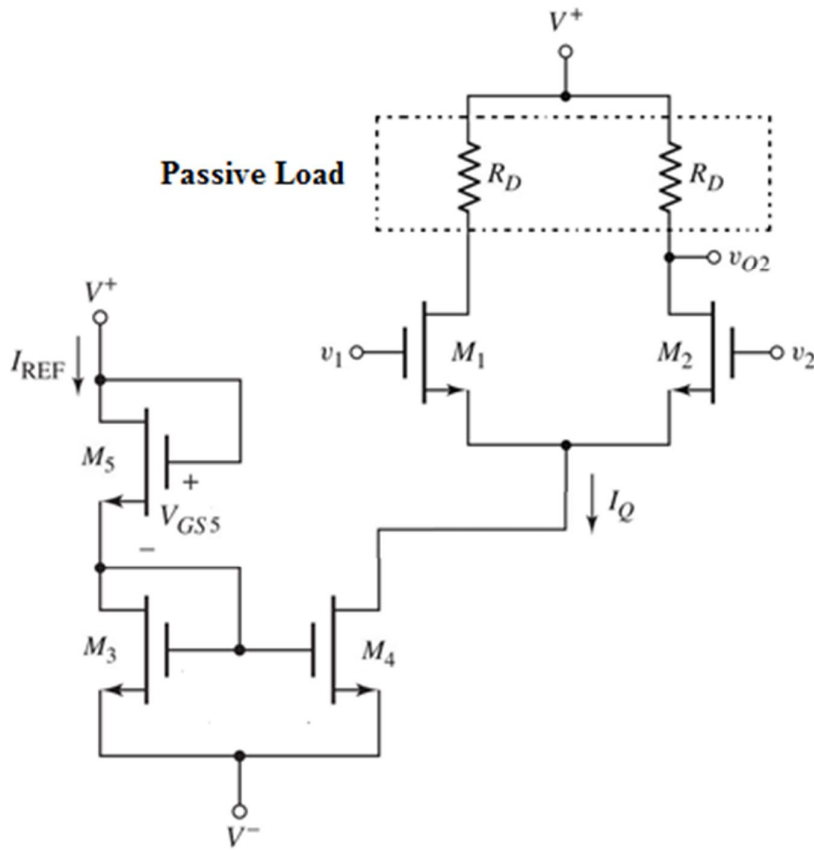 V+
Passive Load
RD
RD
vO2
V+
IREF
v1
M1
M2
v2
M5
+
VGS5
−
IQ
M3
M4
V−